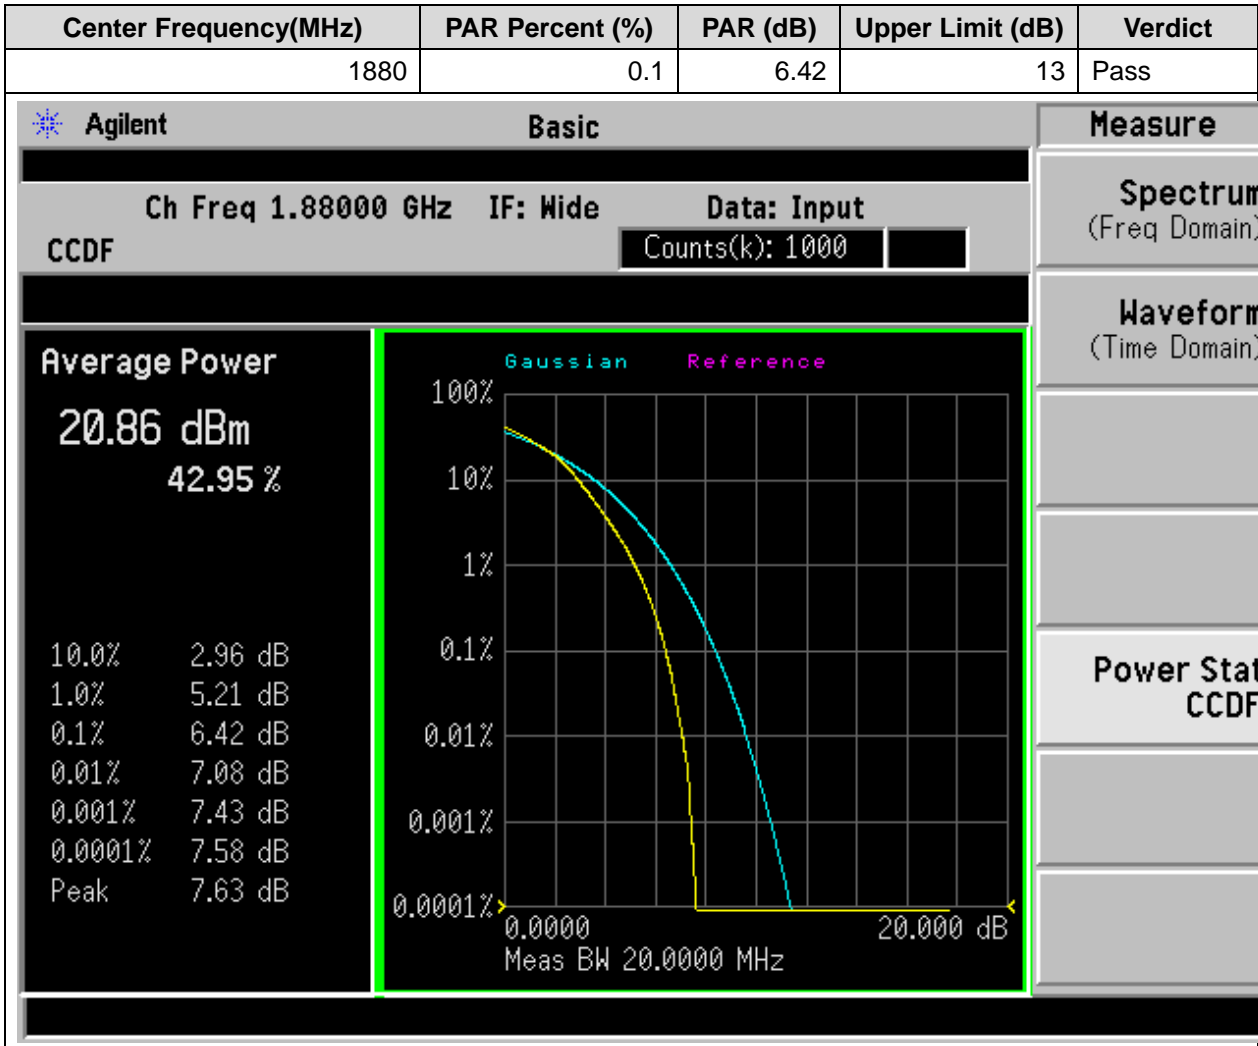 Center Frequency(MHz) PAR Percent (%) PAR (dB) Upper Limit (dB) Verdict
1880 0.1 6.42 13 Pass
Agilent Basic Measure
Ch Freq 1.88000 GHz IF: Wide Data: Input
CCDF Counts(k): 1000
Spectrum
(Freq Domain)
Waveform
(Time Domain)
Power Stat
CCDF
Average Power
20.86 dBm
42.95 %
10.0% 2.96 dB
1.0% 5.21 dB
0.1% 6.42 dB
0.01% 7.08 dB
0.001% 7.43 dB
0.0001% 7.58 dB
Peak 7.63 dB
Gaussian Reference
100%
10%
1%
0.1%
0.01%
0.001%
0.0001%
0.0000 20.000 dB
Meas BW 20.0000 MHz